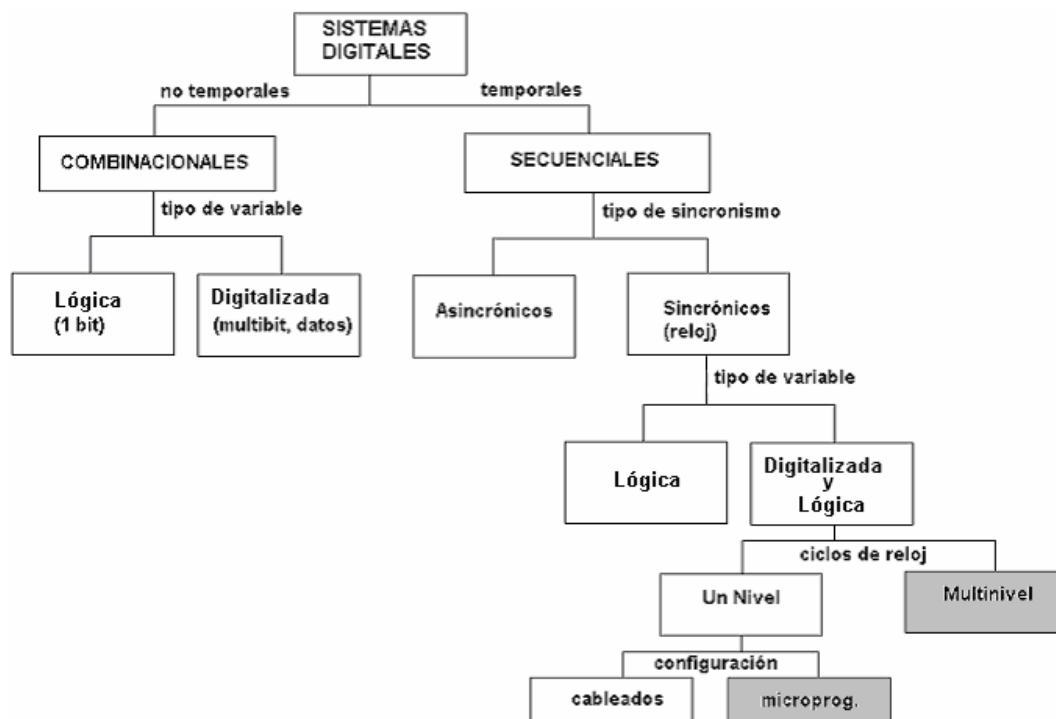 SISTEMAS
DIGITALES
no temporales
temporales
COMBINACIONALES
SECUENCIALES
tipo de variable
tipo de sincronismo
Lógica
(1 bit)
Digitalizada
(multibit, datos)
Asincrónicos
Sincrónicos
(reloj)
tipo de variable
Lógica
Digitalizada
y
Lógica
ciclos de reloj
Un Nivel
Multinivel
configuración
cableados
microprog.